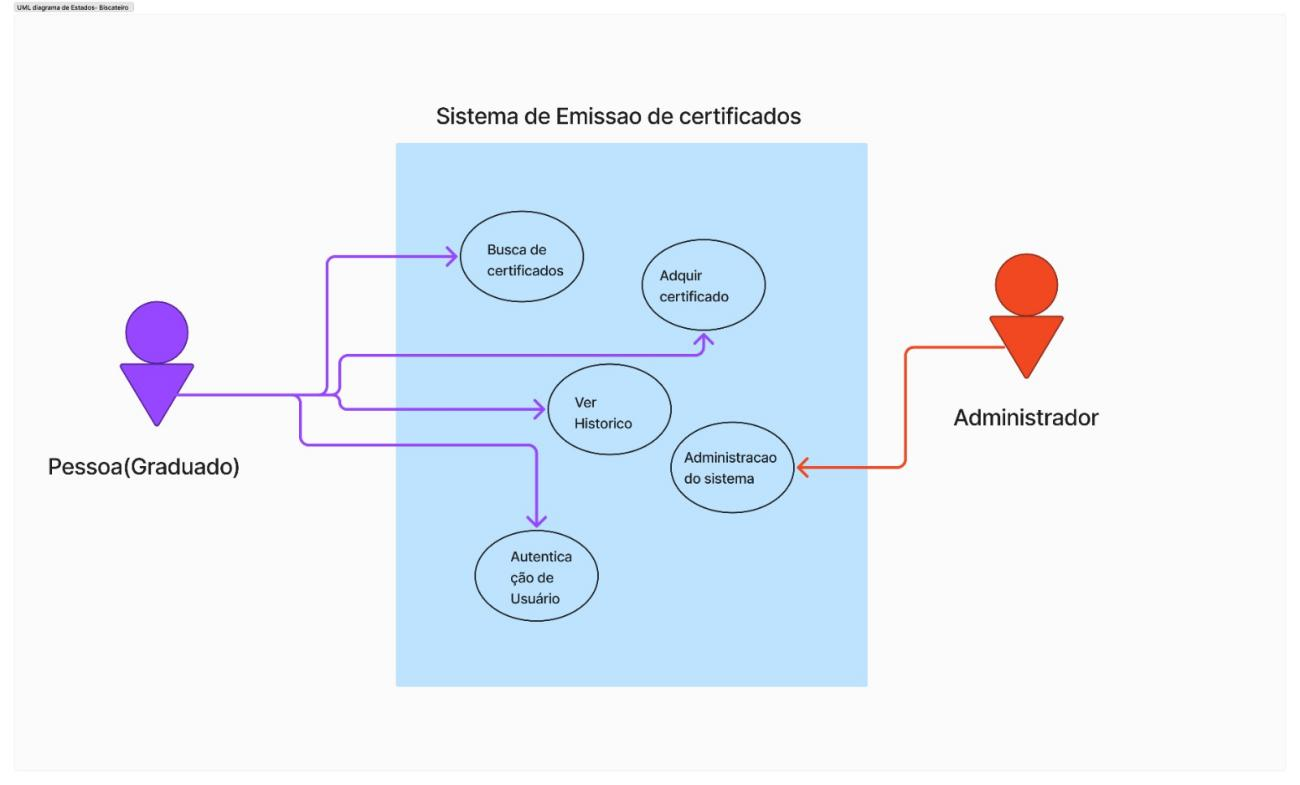 UML diagrama de Estados- Biscateiro
Sistema de Emissao de certificados
Busca de
certificados
Adquir
certificado
Ver
Historico
Administracao
do sistema
Administrador
Pessoa(Graduado)
Autentica
ção de
Usuário